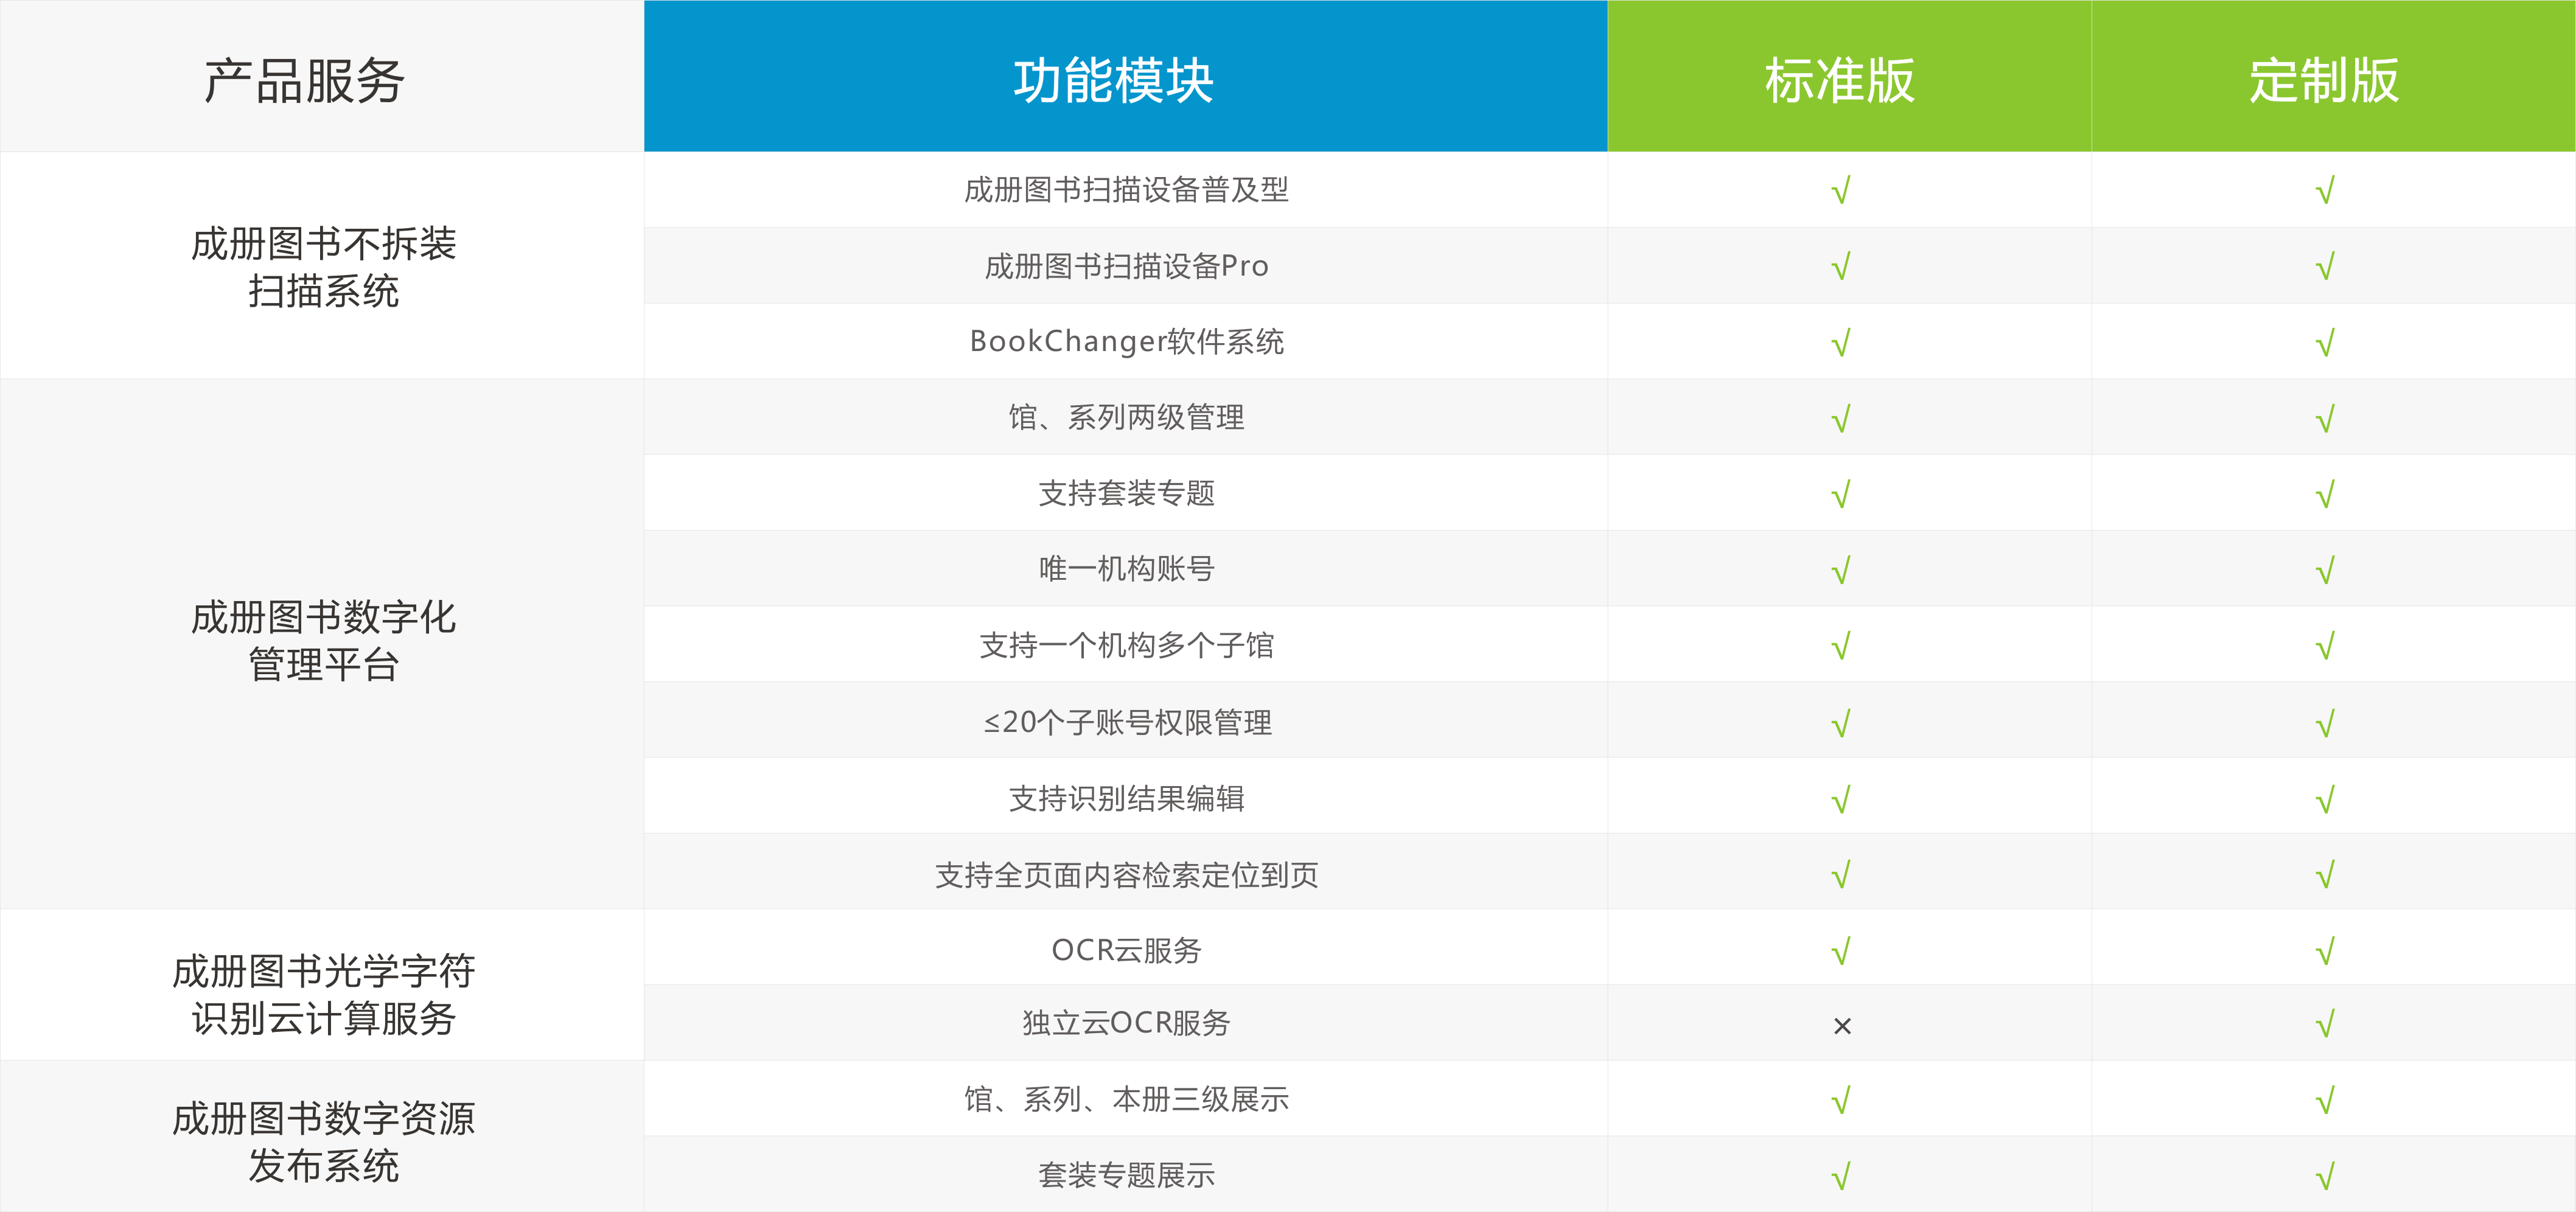 产品服务 功能模块 标准版 定制版
成册图书不拆装
扫描系统
成册图书扫描设备普及型 √ √
成册图书扫描设备Pro √ √
BookChanger软件系统 √ √
成册图书数字化
管理平台
馆、系列两级管理 √ √
支持套装专题 √ √
唯一机构账号 √ √
支持一个机构多个子馆 √ √
≤20个子账号权限管理 √ √
支持识别结果编辑 √ √
支持全页面内容检索定位到页 √ √
成册图书光学字符
识别云计算服务
OCR云服务 √ √
独立云OCR服务 × √
成册图书数字资源
发布系统
馆、系列、本册三级展示 √ √
套装专题展示 √ √